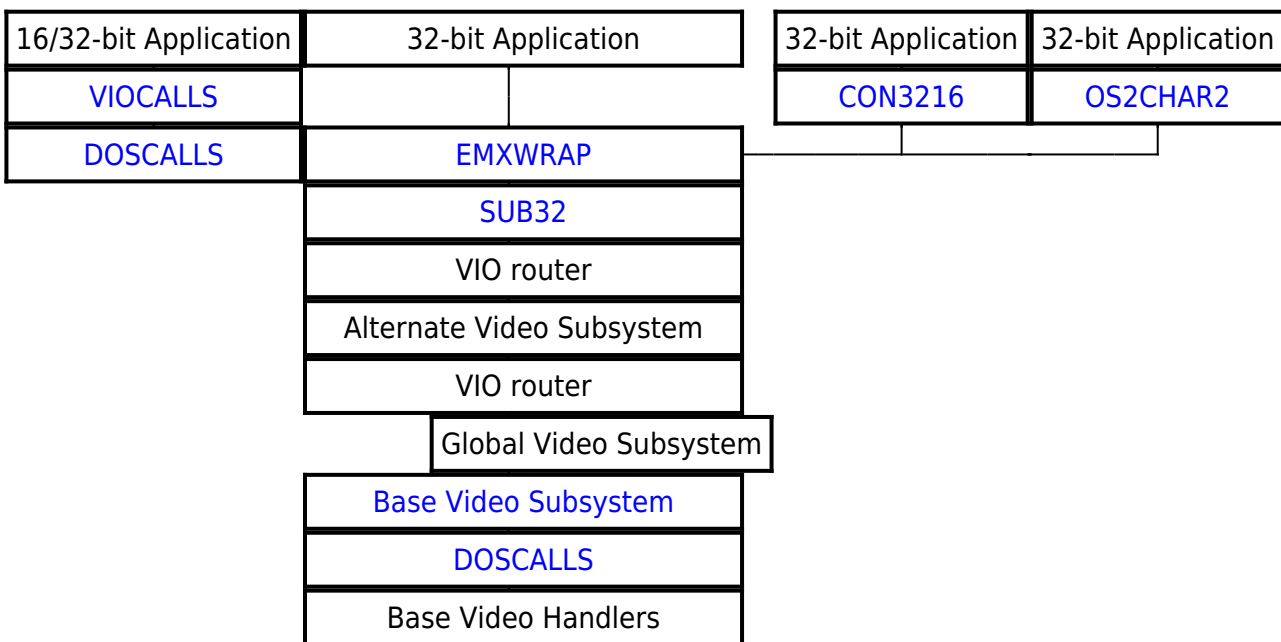 16/32-bit Application 32-bit Application 32-bit Application 32-bit Application
VIOCALLS CON3216 OS2CHAR2
DOSCALLS EMXWRAP
SUB32
VIO router
Alternate Video Subsystem
VIO router
Global Video Subsystem
Base Video Subsystem
DOSCALLS
Base Video Handlers